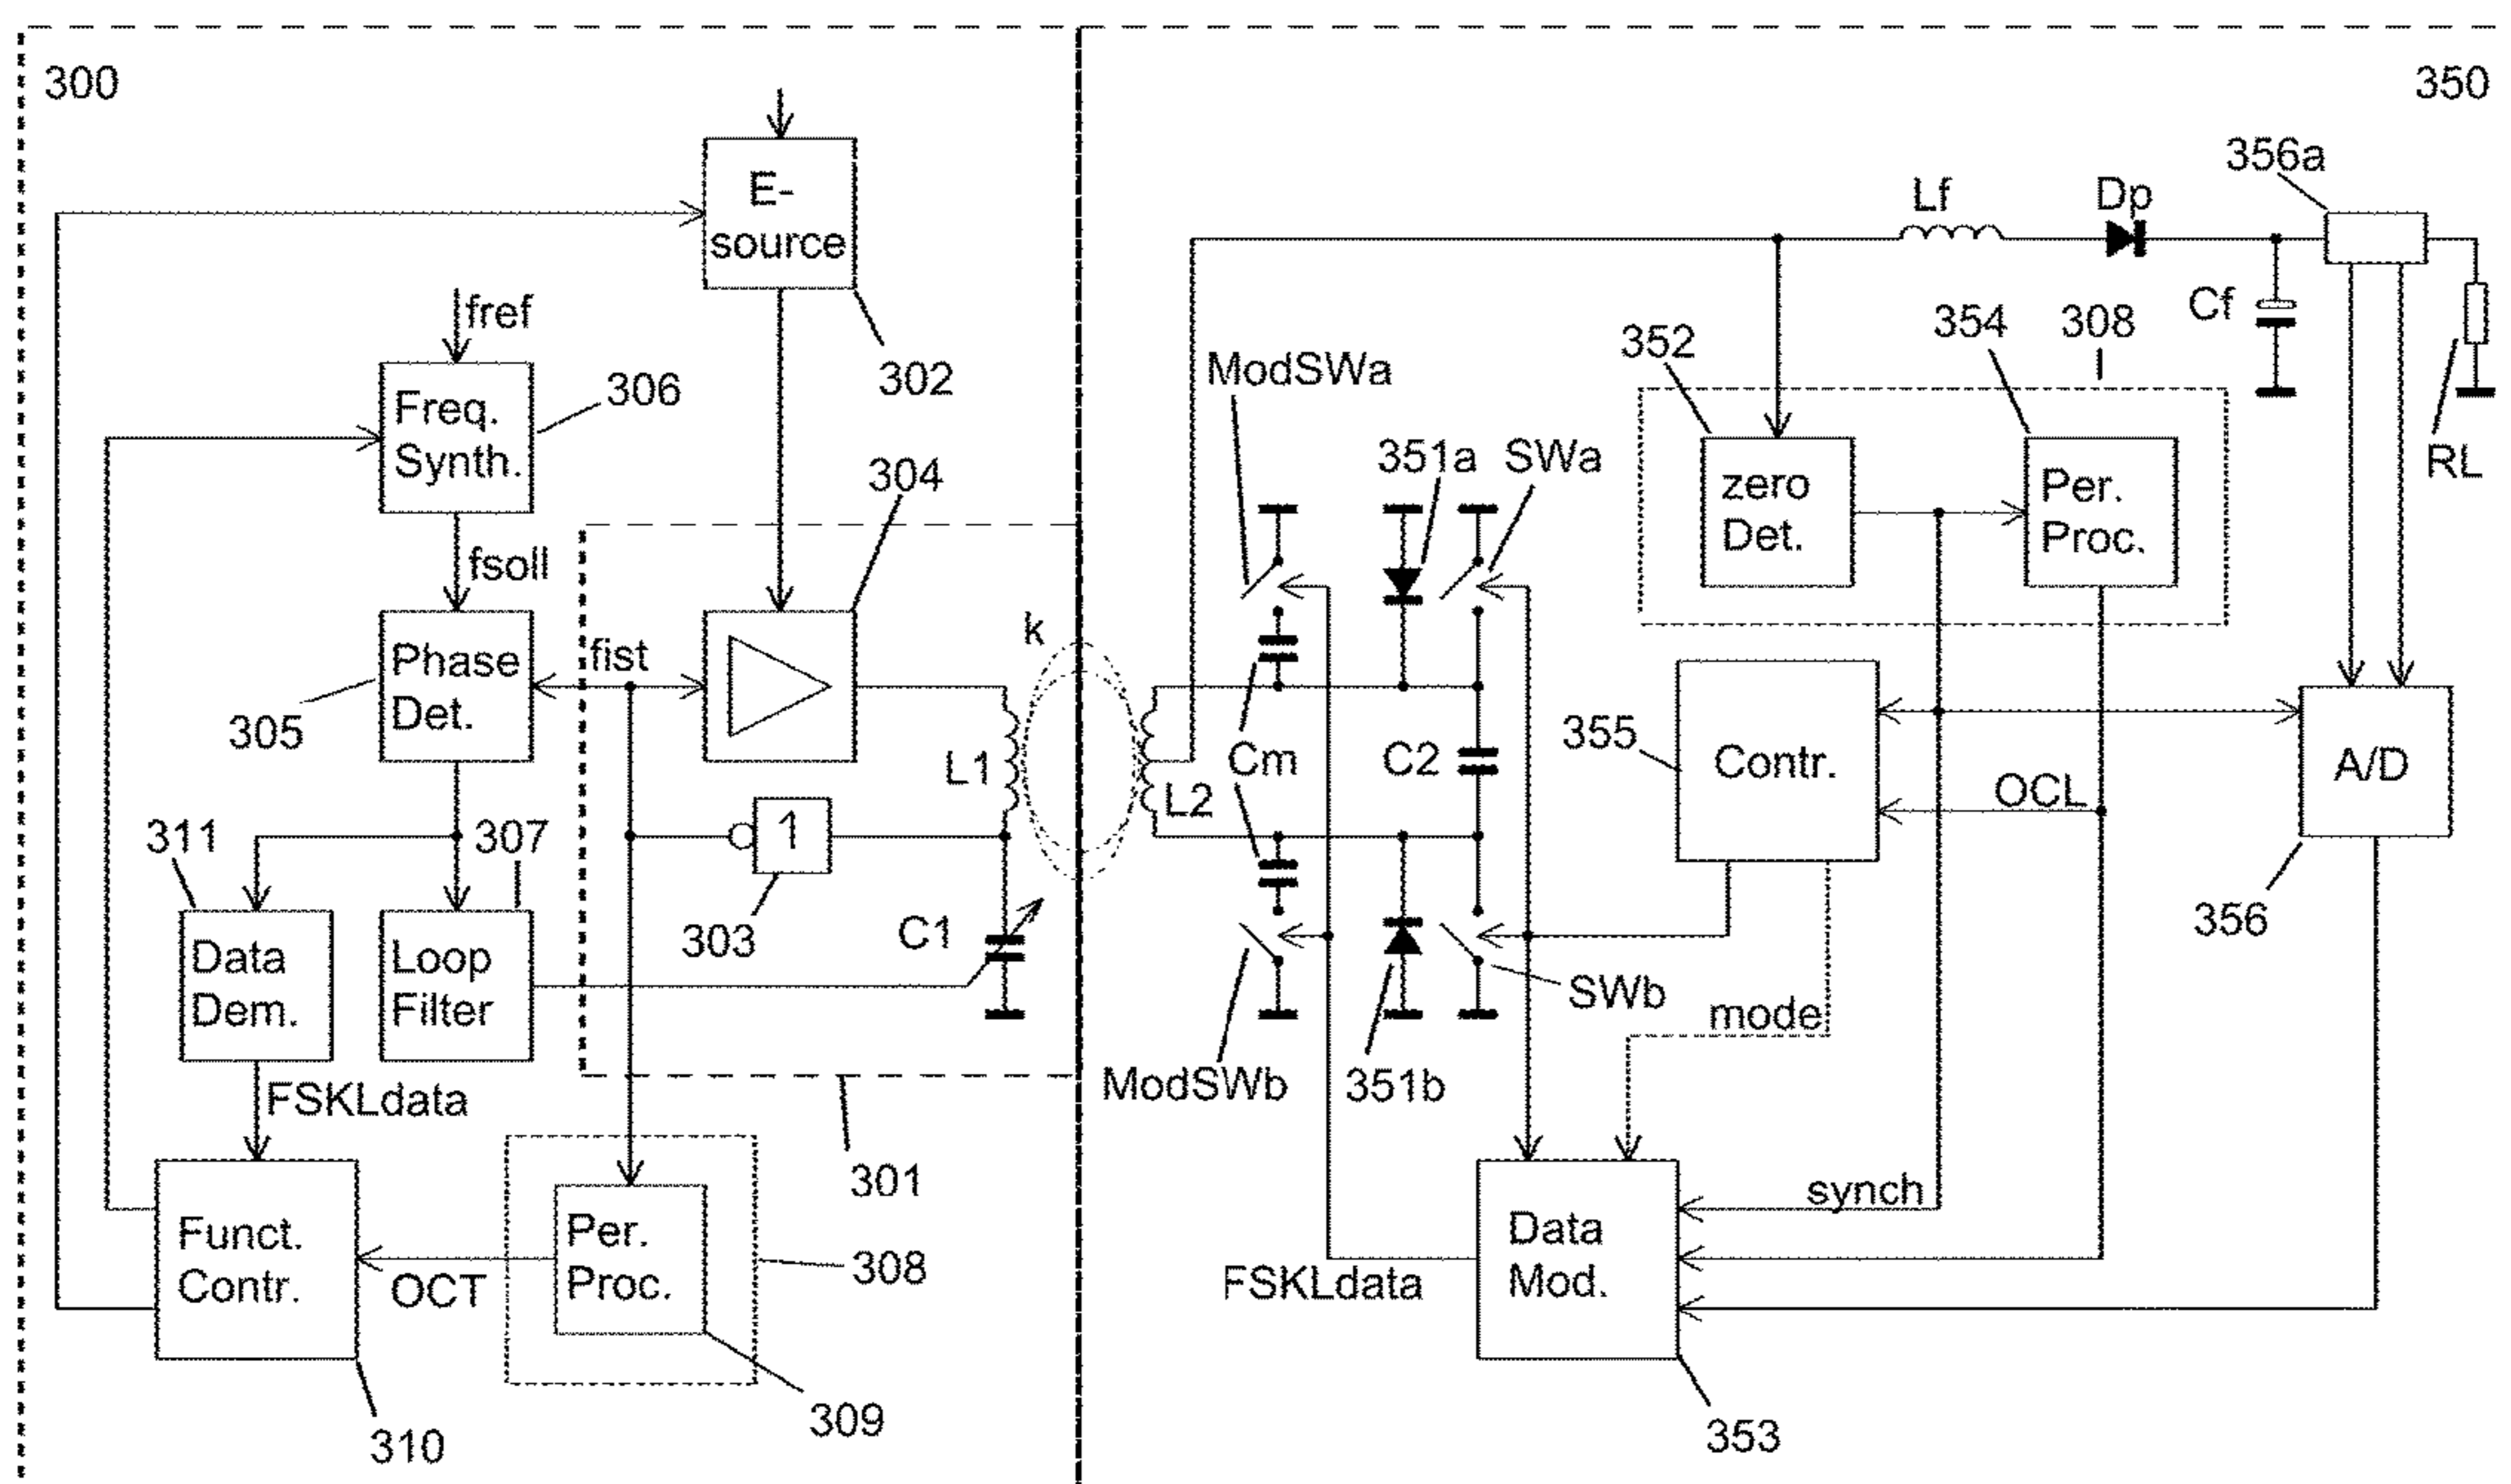 300
350
E-
source
302
fref
Freq.
Synth.
306
fsoll
304
Phase
Det.
305
fist
k
L1
L2
1
303
C1
311
307
Data
Dem.
Loop
Filter
FSKLdata
301
Funct.
Contr.
310
OCT
Per.
Proc.
308
309
356a
Lf
Dp
Cf
RL
352
354
308
ModSWa
351a
SWa
zero
Det.
Per.
Proc.
Cm
C2
355
Contr.
OCL
A/D
356
SWb
ModSWb
351b
mode
synch
FSKLdata
Data
Mod.
353